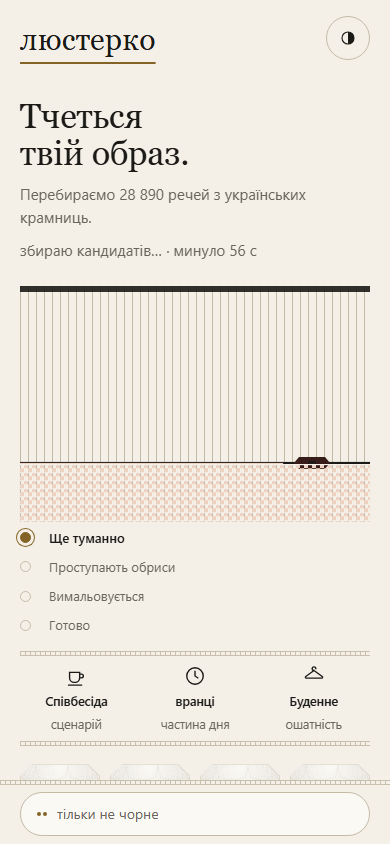 люстерко
Тчеться
твій образ.
Перебираємо 28 890 речей з українських
крамниць.
збираю кандидатів... · минуло 56 с
Ще туманно
Проступають обриси
Вимальовується
Готово
Співбесіда вранці Буденне
сценарій частина дня ошатність
тільки не чорне